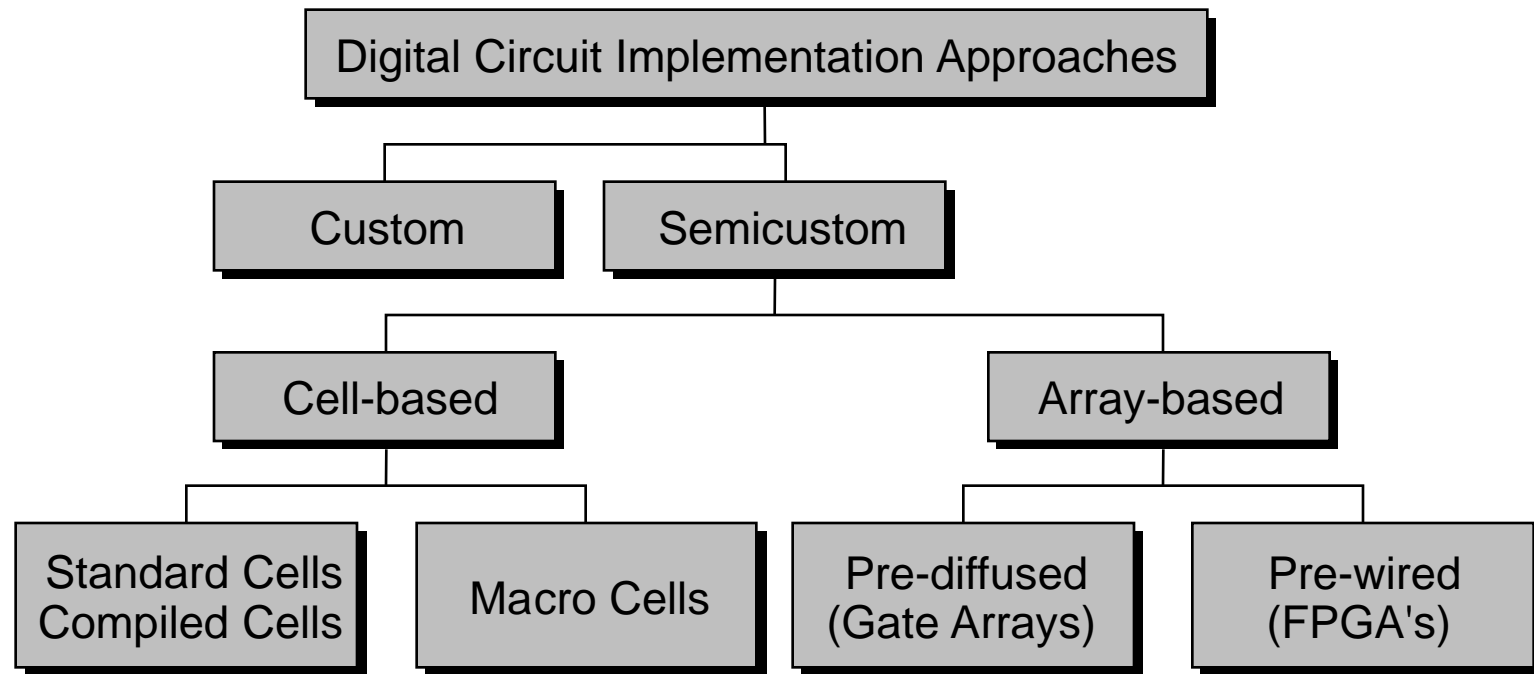 Digital Circuit Implementation Approaches
Custom
Semicustom
Cell-based
Array-based
Standard Cells
Compiled Cells
Macro Cells
Pre-diffused
(Gate Arrays)
Pre-wired
(FPGA's)